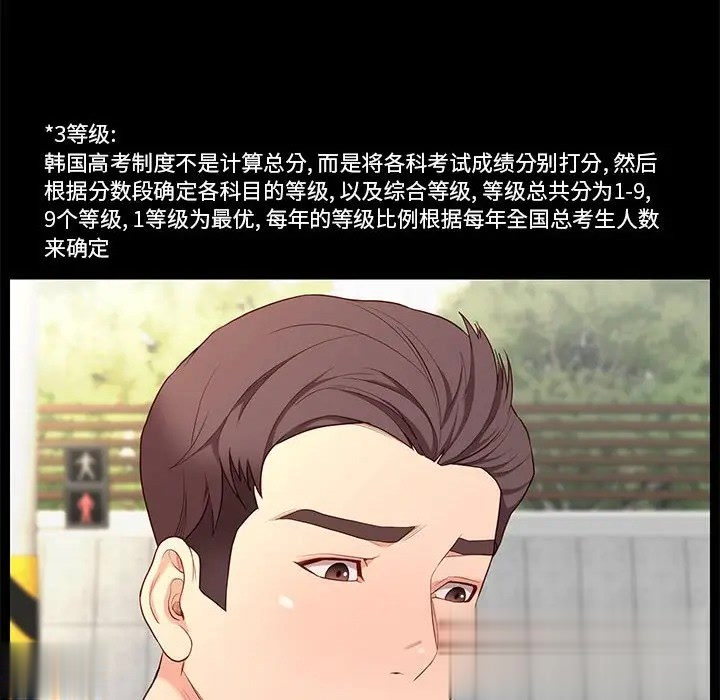 *3等级:
韩国高考制度不是计算总分, 而是将各科考试成绩分别打分, 然后
根据分数段确定各科目的等级, 以及综合等级, 等级总共分为1-9,
9个等级, 1等级为最优, 每年的等级比例根据每年全国总考生人数
来确定